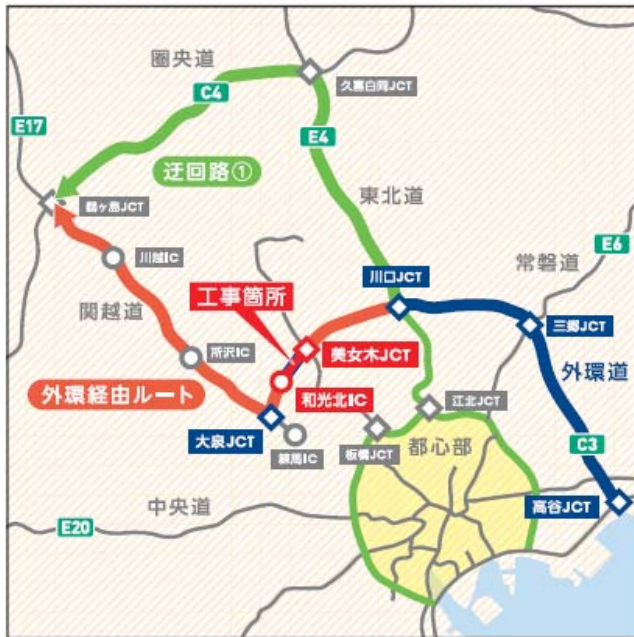 圏央道
C4
久喜白岡JCT
E17
E4
迂回路①
東北道
鶴ヶ島JCT
E6
川越IC
常磐道
川口JCT
工事箇所
関越道
三郷JCT
美女木JCT
所沢IC
外環道
外環経由ルート
和光北IC
江北JCT
大泉JCT
練馬IC
板橋JCT
都心部
C3
中央道
高谷JCT
E20